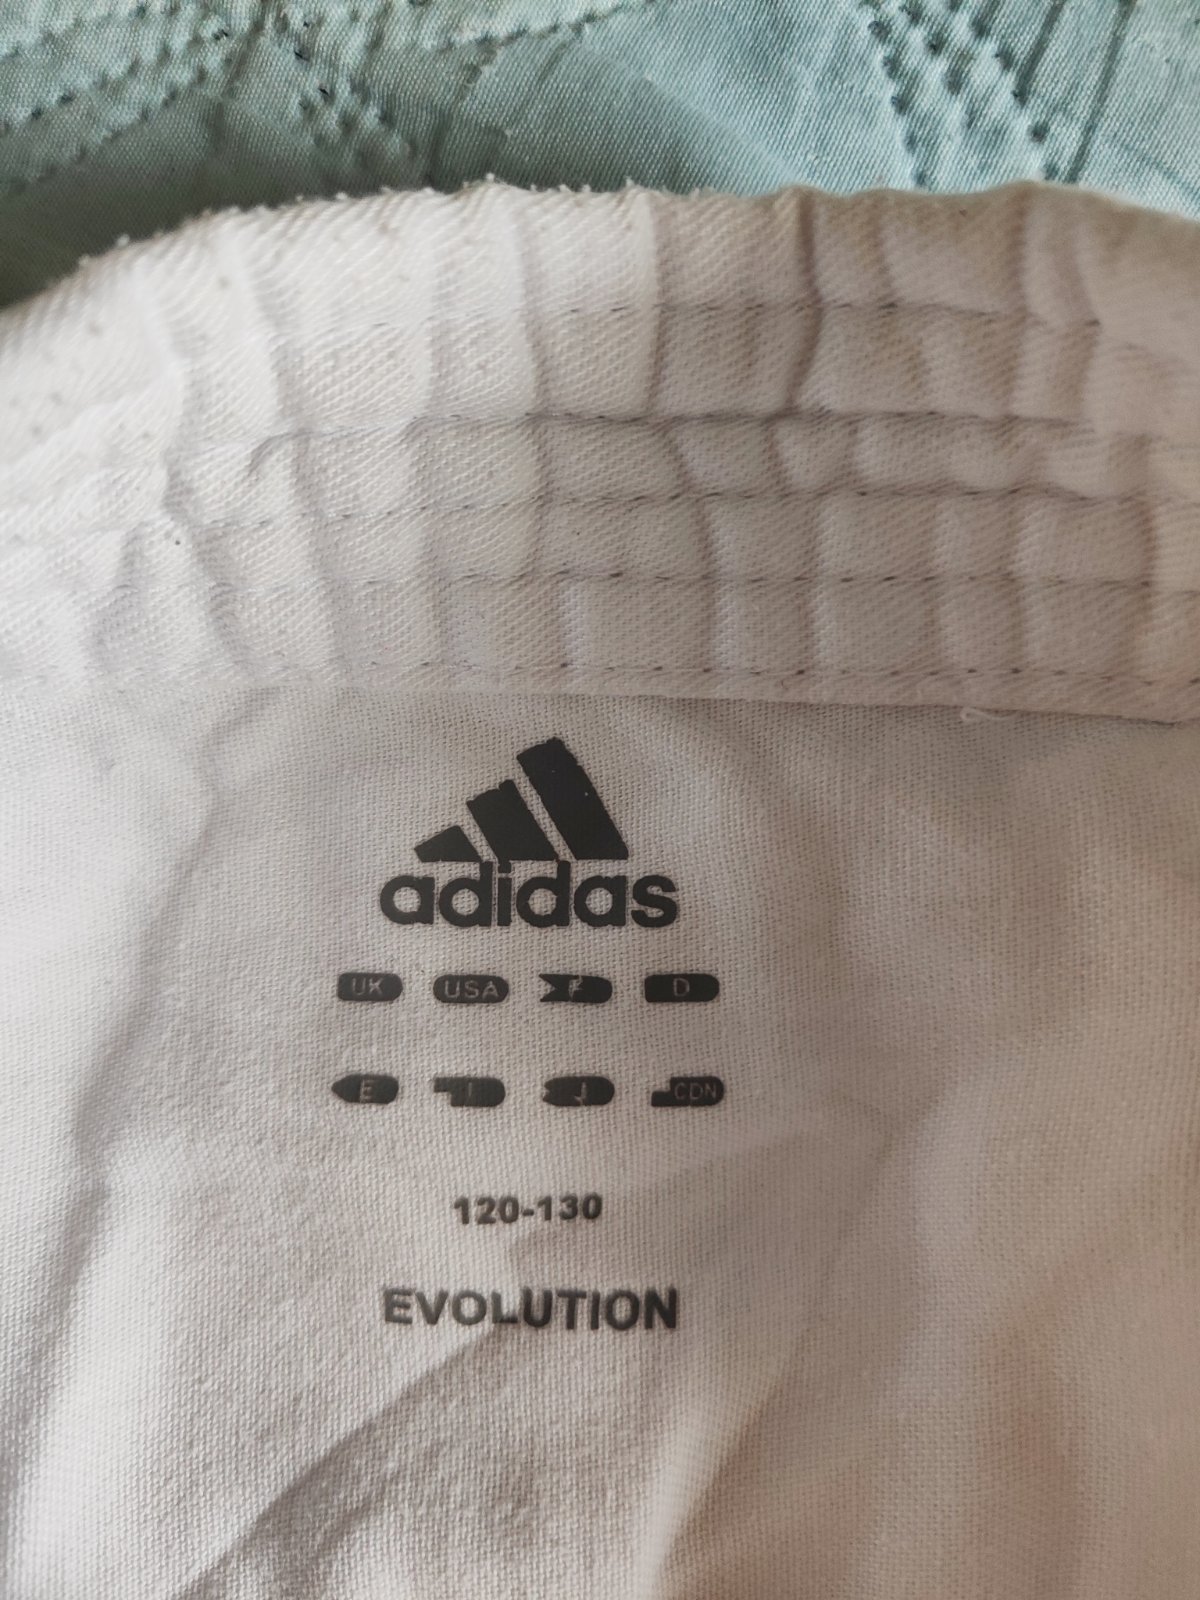 adidas
UK USA F D
E I J CDN
120-130
EVOLUTION